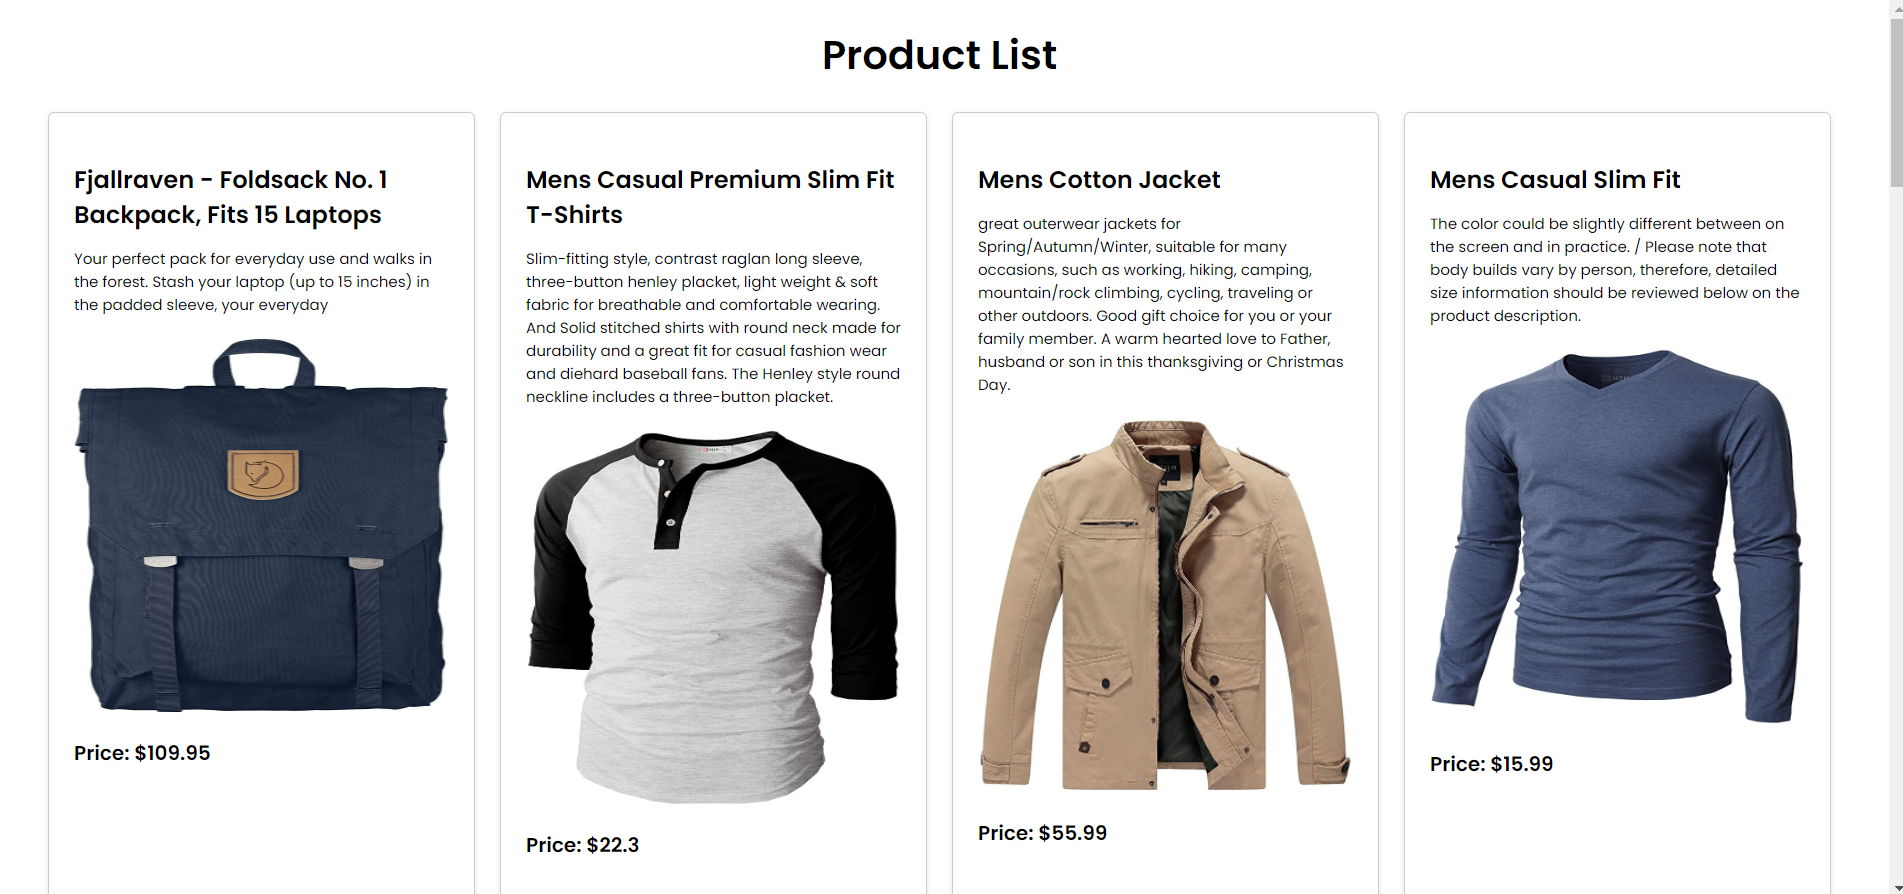 Product List
Fjallraven - Foldsack No. 1
Backpack, Fits 15 Laptops
Your perfect pack for everyday use and walks in
the forest. Stash your laptop (up to 15 inches) in
the padded sleeve, your everyday
Price: $109.95
Mens Casual Premium Slim Fit
T-Shirts
Slim-fitting style, contrast raglan long sleeve,
three-button henley placket, light weight & soft
fabric for breathable and comfortable wearing.
And Solid stitched shirts with round neck made for
durability and a great fit for casual fashion wear
and diehard baseball fans. The Henley style round
neckline includes a three-button placket.
Price: $22.3
Mens Cotton Jacket
great outerwear jackets for
Spring/Autumn/Winter, suitable for many
occasions, such as working, hiking, camping,
mountain/rock climbing, cycling, traveling or
other outdoors. Good gift choice for you or your
family member. A warm hearted love to Father,
husband or son in this thanksgiving or Christmas
Day.
Price: $55.99
Mens Casual Slim Fit
The color could be slightly different between on
the screen and in practice. / Please note that
body builds vary by person, therefore, detailed
size information should be reviewed below on the
product description.
Price: $15.99